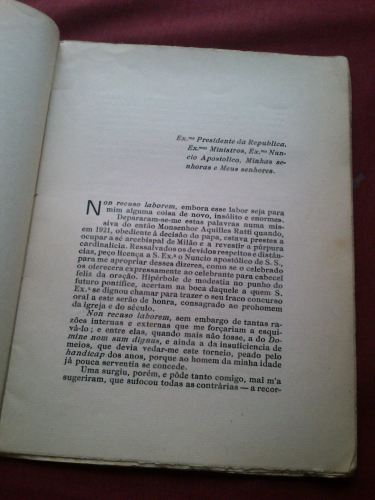 Ex.mo Presidente da Republica,
Ex.mos Ministros, Ex.mo Nun-
cio Apostolico, Minhas se-
nhoras e Meus senhores.
Non recuso laborem, embora esse labor seja para
mim alguma coisa de novo, insólito e enorme.
Depararam-se-me estas palavras numa mis-
siva do então Monsenhor Aquilles Ratti quando,
em 1921, obediente á decisão do papa, estava prestes a
ocupar a sé arcebispal de Milão e a revestir a púrpura
cardinalícia. Ressalvados os devidos respeitos e distân-
cias, peço licença a S. Ex.ª o Nuncio apostólico de S. S.,
para me apropriar desses dizeres, como se o celebrado
os oferecera expressamente ao celebrante para cabecel
felis da oração. Hipérbole de modestia no punho do
futuro pontífice, acertam na boca daquele a quem S.
Ex.ª se dignou chamar para trazer o seu fraco concurso
oral a este serão de honra, consagrado ao prohomem
da igreja e do século.
Non recuso laborem, sem embargo de tantas ra-
zões internas e externas que me forçariam a esqui-
vá-lo; e entre elas, quando mais não fosse, a do Do-
mine non sum dignus, e ainda a da insuficiencia de
meios, que devia vedar-me este torneio, peado pelo
handicap dos anos, porque no homem da minha idade
já pouca serventia se concede.
Uma surgiu, porém, e pôde tanto comigo, mal m'a
sugeriram, que sufocou todas as contrárias — a recor-